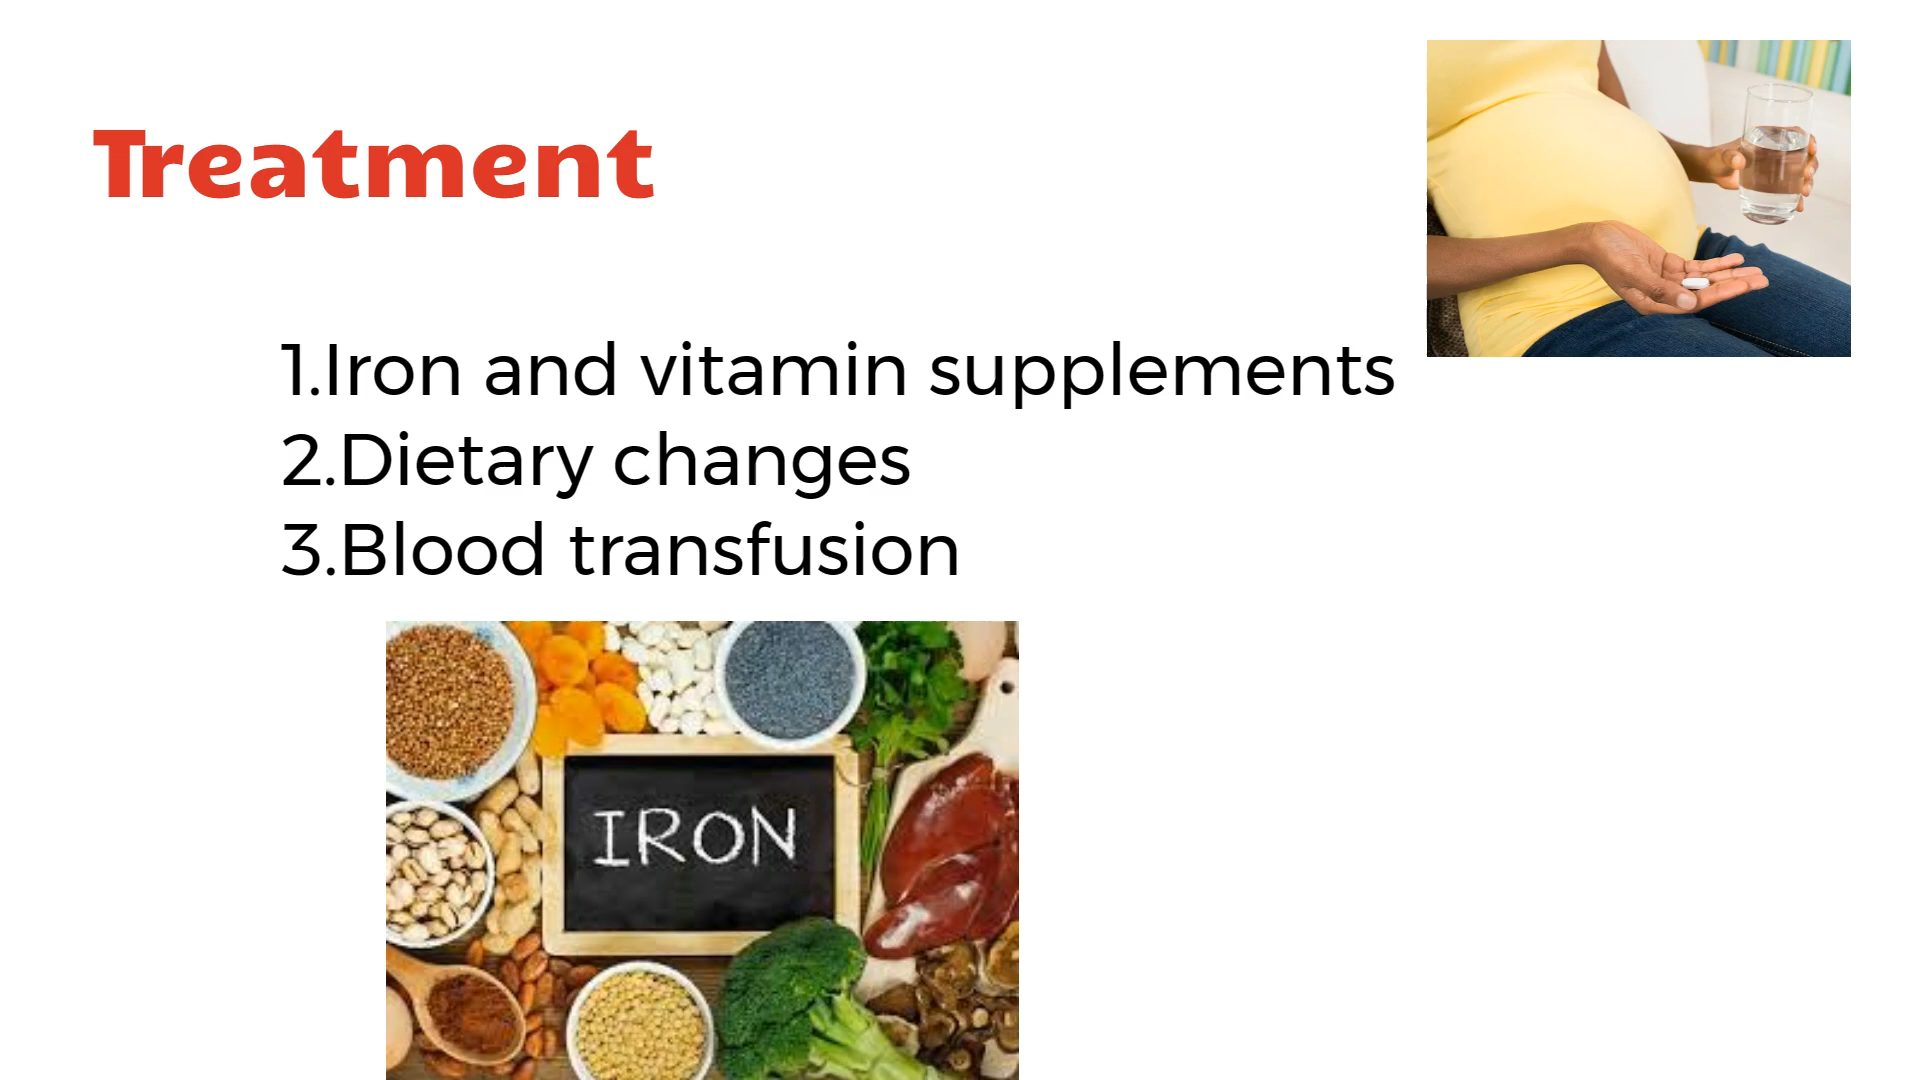 Treatment
1.Iron and vitamin supplements
2.Dietary changes
3.Blood transfusion
IRON